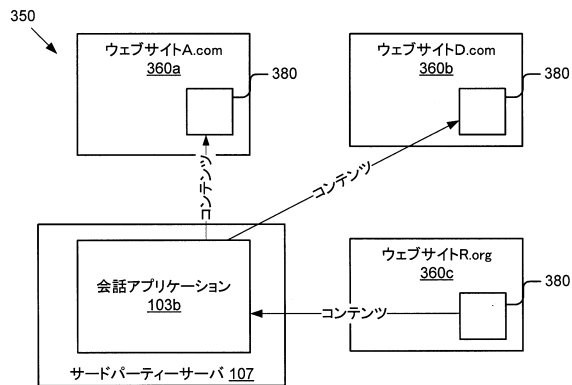 350
ウェブサイトA.com
360a
380
ウェブサイトD.com
360b
380
コンテンツ
コンテンツ
会話アプリケーション
103b
サードパーティーサーバ 107
ウェブサイトR.org
360c
380
コンテンツ